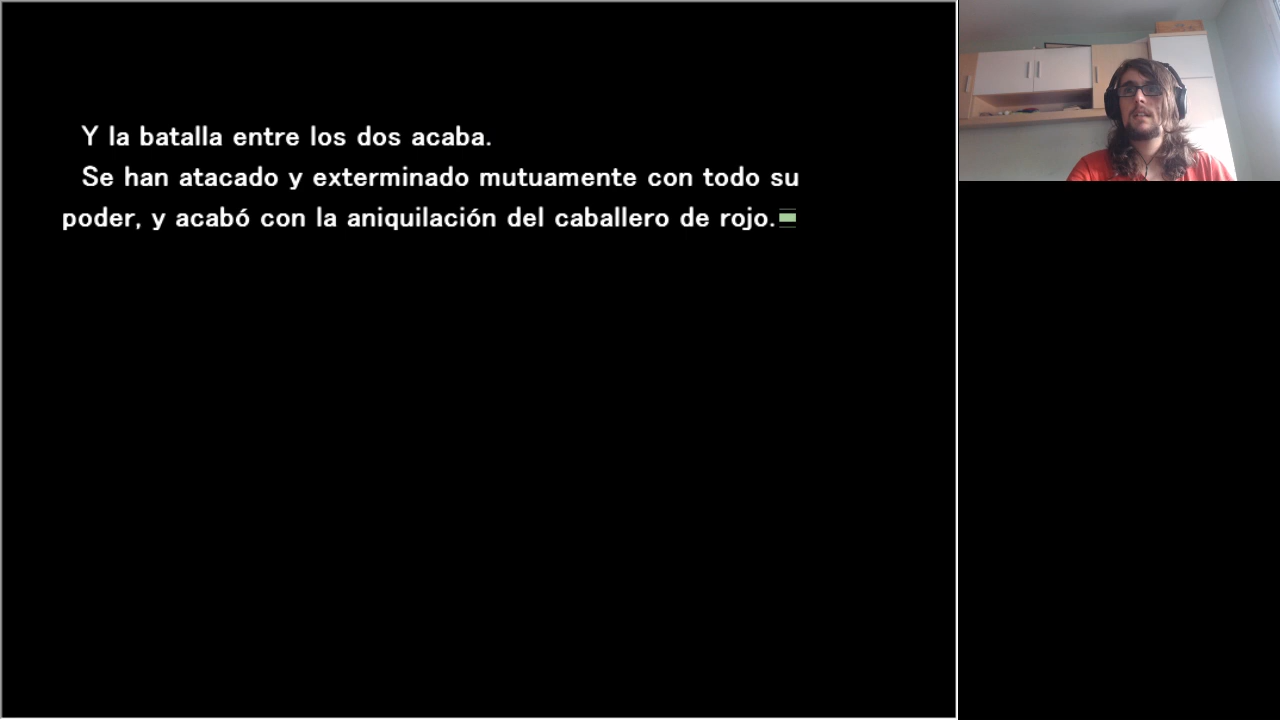 Y la batalla entre los dos acaba.
Se han atacado y exterminado mutuamente con todo su
poder, y acabó con la aniquilación del caballero de rojo.